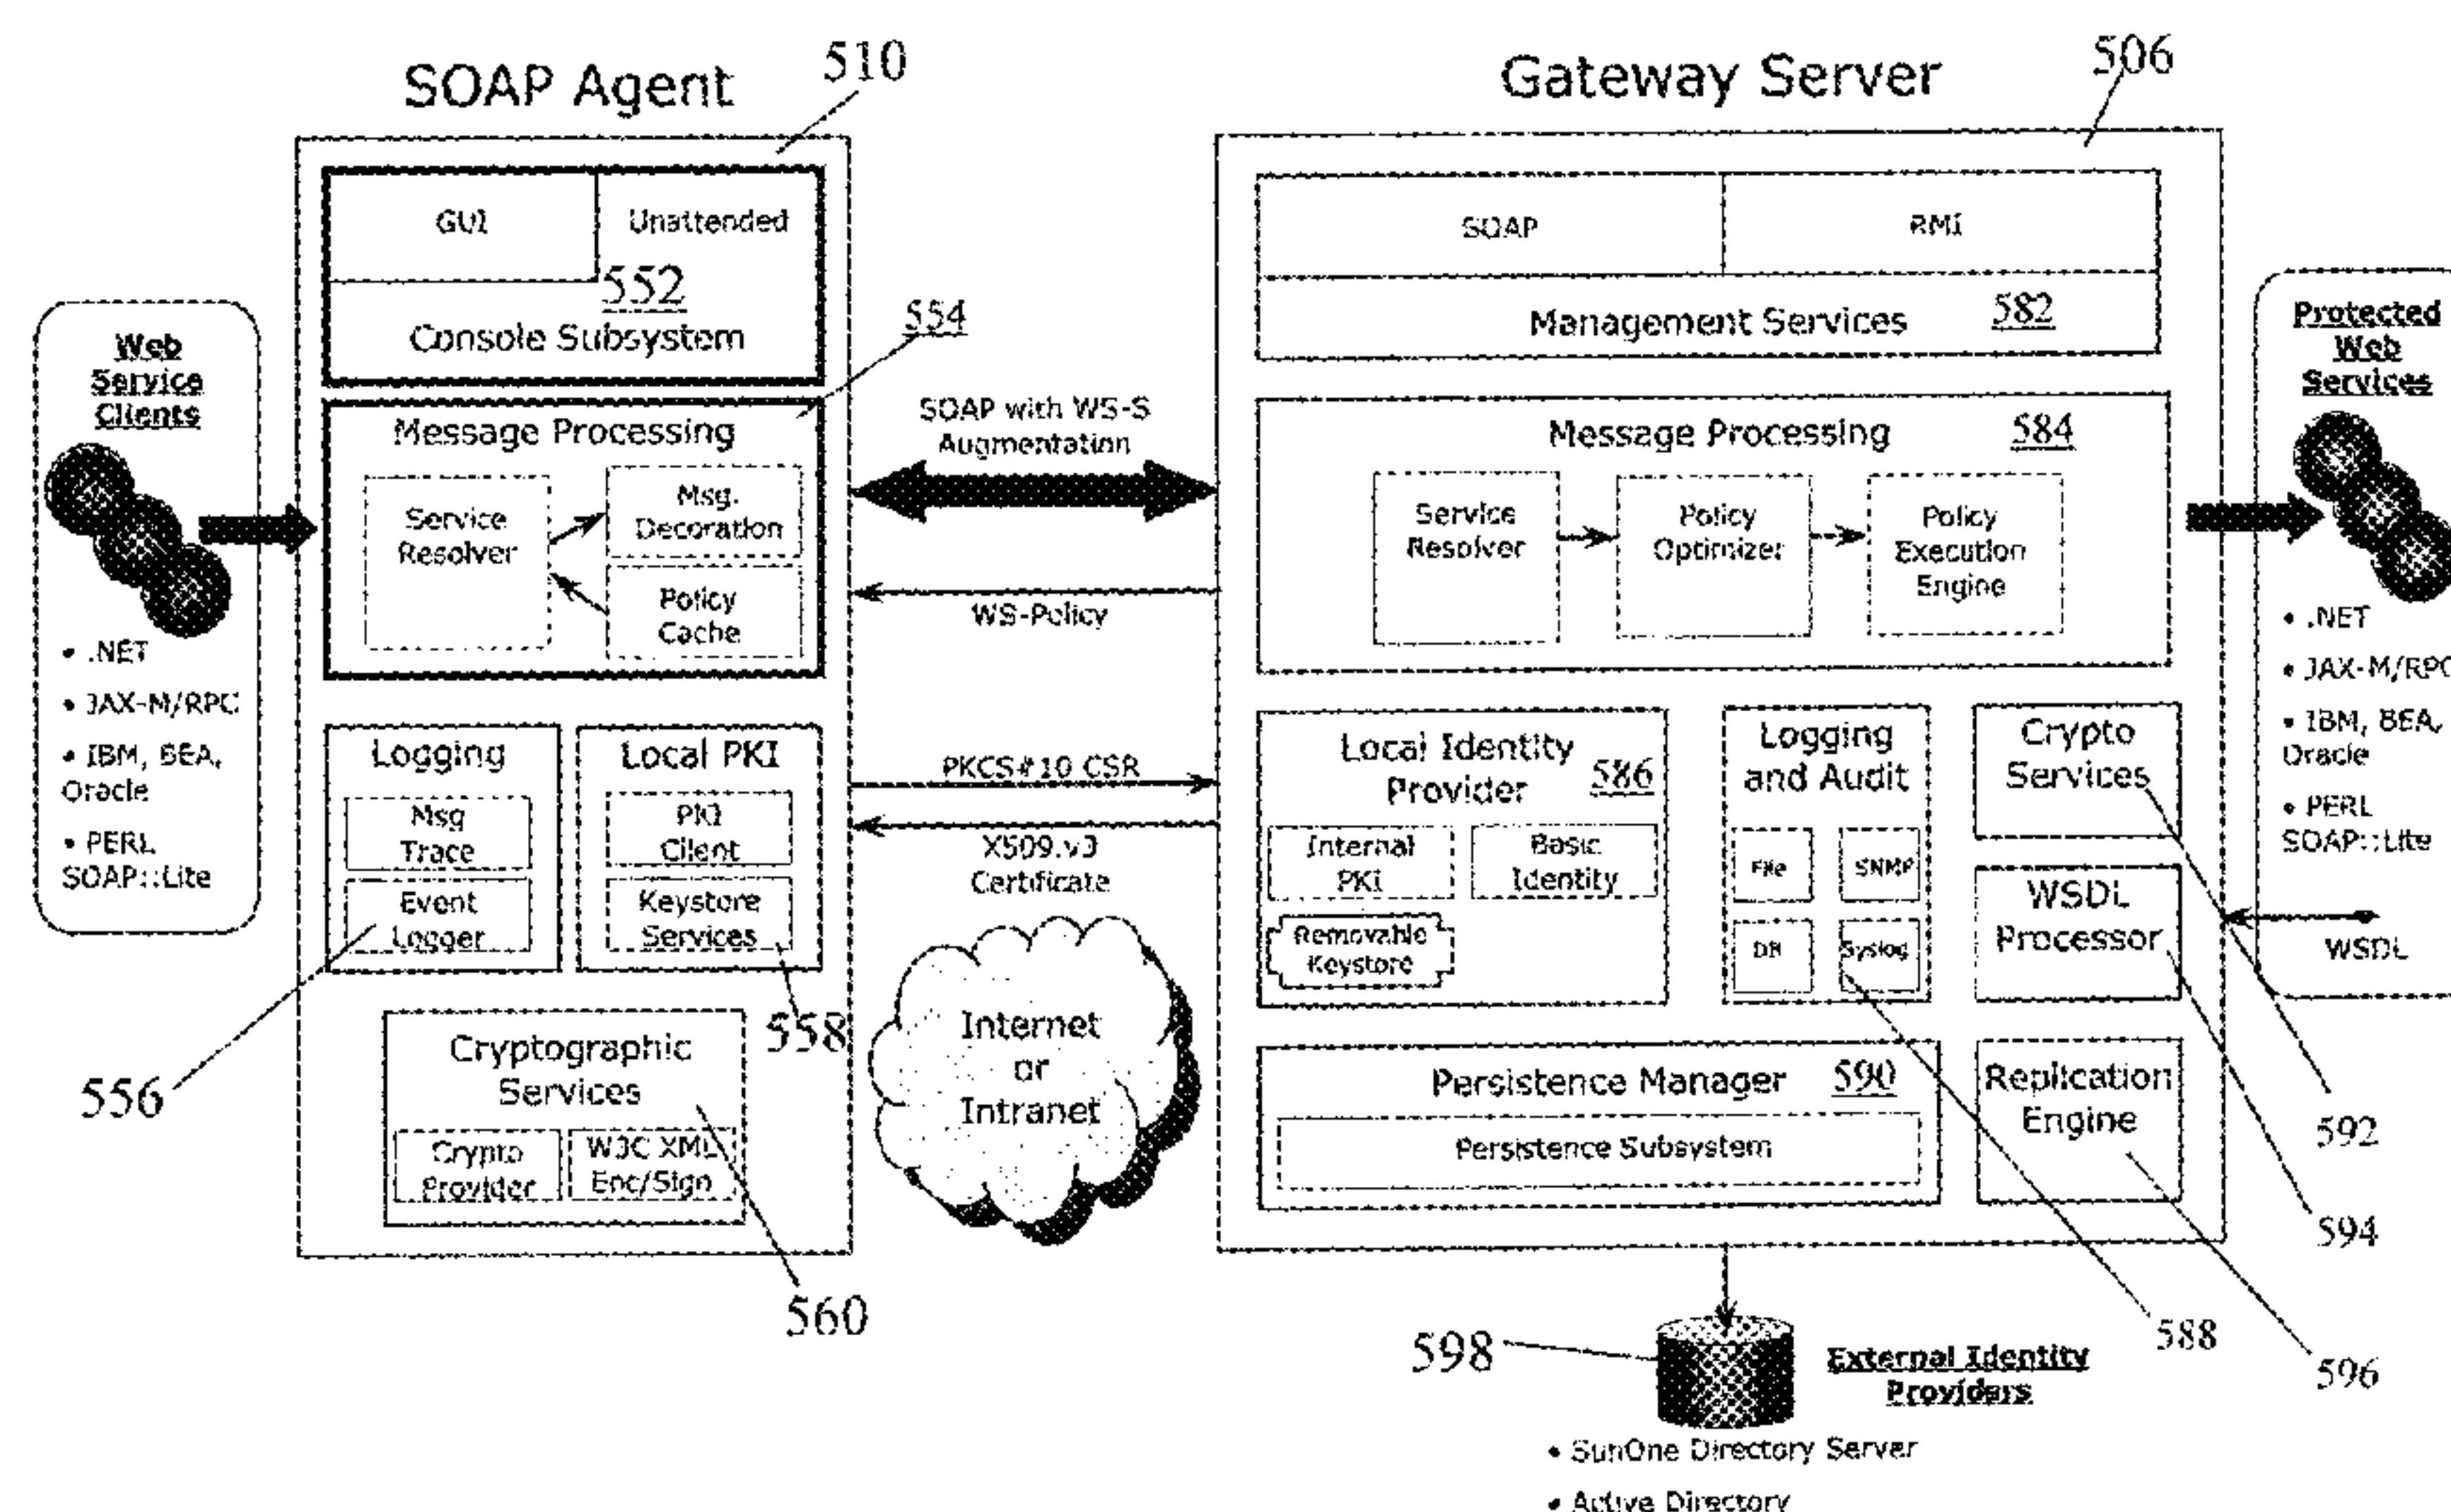 SOAP Agent
510
GUI
Unattended
552
Console Subsystem
554
Message Processing
Service
Resolver
Msg.
Decoration
Policy
Cache
Logging
Msg
Trace
Event
Logger
556
Local PKI
PKI
Client
Keystore
Services
558
Cryptographic
Services
Crypto
Provider
W3C XML
Enc/Sign
560
Web
Service
Clients
• .NET
• JAX-M/RPC
• IBM, BEA,
Oracle
• PERL
SOAP::Lite
SOAP with WS-S
Augmentation
WS-Policy
PKCS#10 CSR
X509.v3
Certificate
Internet
or
Intranet
Gateway Server
506
SOAP
RMI
Management Services 582
Message Processing 584
Service
Resolver
Policy
Optimizer
Policy
Execution
Engine
Local Identity
Provider 586
Internal
PKI
Basic
Identity
Removable
Keystore
Logging
and Audit
File
SNMP
DB
Syslog
Crypto
Services
WSDL
Processor
Persistence Manager 590
Persistence Subsystem
Replication
Engine
Protected
Web
Services
• .NET
• JAX-M/RPC
• IBM, BEA,
Oracle
• PERL
SOAP::Lite
WSDL
592
594
588
596
598
External Identity
Providers
• SunOne Directory Server
• Active Directory